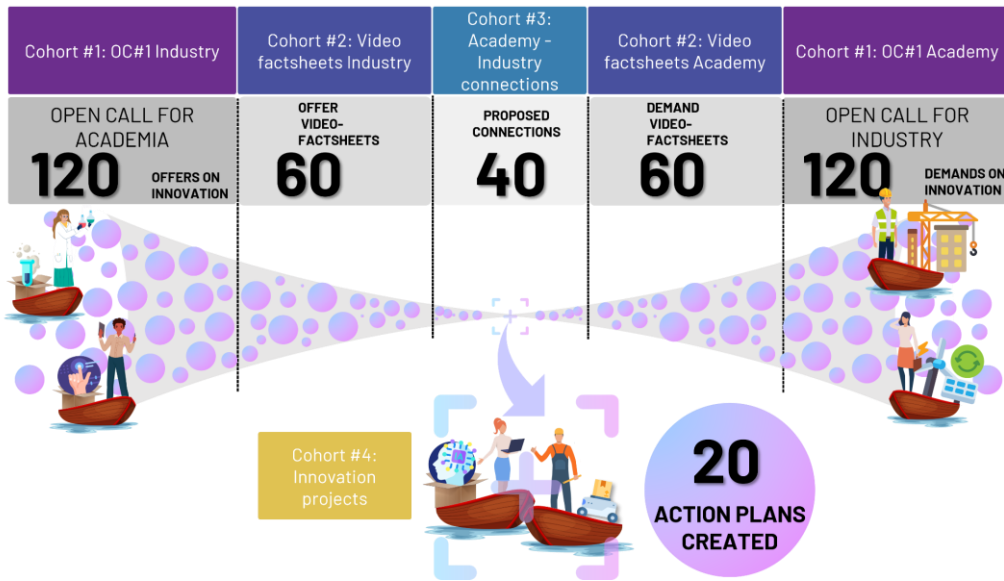 Cohort #1: OC#1 Industry
Cohort #2: Video
factsheets Industry
Cohort #3:
Academy -
Industry
connections
Cohort #2: Video
factsheets Academy
Cohort #1: OC#1 Academy
OPEN CALL FOR
ACADEMIA
120
OFFERS ON
INNOVATION
OFFER
VIDEO-
FACTSHEETS
60
PROPOSED
CONNECTIONS
40
DEMAND
VIDEO-
FACTSHEETS
60
OPEN CALL FOR
INDUSTRY
120
DEMANDS ON
INNOVATION
Cohort #4:
Innovation
projects
20
ACTION PLANS
CREATED